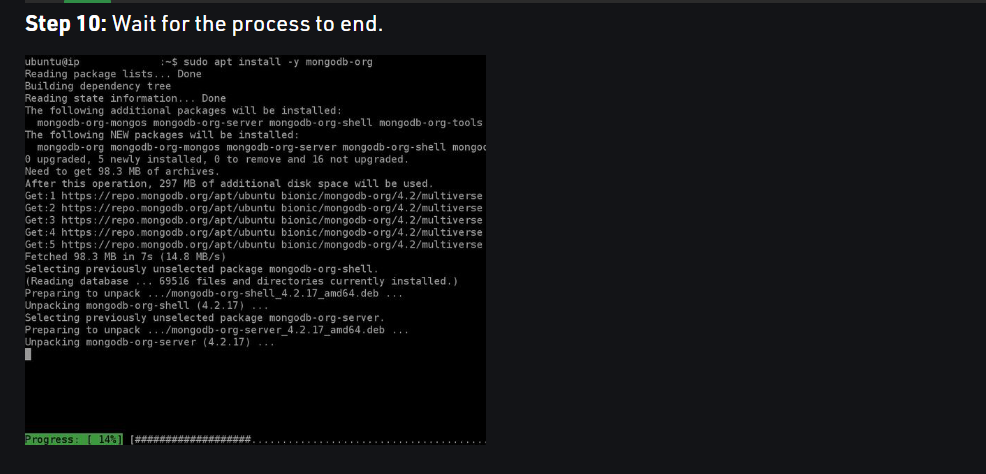 Step 10: Wait for the process to end.
ubuntu@ip :~$ sudo apt install -y mongodb-org
Reading package lists... Done
Building dependency tree
Reading state information... Done
The following additional packages will be installed:
mongodb-org-mongos mongodb-org-server mongodb-org-shell mongodb-org-tools
The following NEW packages will be installed:
mongodb-org mongodb-org-mongos mongodb-org-server mongodb-org-shell mongo
0 upgraded, 5 newly installed, 0 to remove and 16 not upgraded.
Need to get 98.3 MB of archives.
After this operation, 297 MB of additional disk space will be used.
Get:1 https://repo.mongodb.org/apt/ubuntu bionic/mongodb-org/4.2/multiverse
Get:2 https://repo.mongodb.org/apt/ubuntu bionic/mongodb-org/4.2/multiverse
Get:3 https://repo.mongodb.org/apt/ubuntu bionic/mongodb-org/4.2/multiverse
Get:4 https://repo.mongodb.org/apt/ubuntu bionic/mongodb-org/4.2/multiverse
Get:5 https://repo.mongodb.org/apt/ubuntu bionic/mongodb-org/4.2/multiverse
Fetched 98.3 MB in 7s (14.8 MB/s)
Selecting previously unselected package mongodb-org-shell.
(Reading database ... 69516 files and directories currently installed.)
Preparing to unpack .../mongodb-org-shell_4.2.17_amd64.deb ...
Unpacking mongodb-org-shell (4.2.17) ...
Selecting previously unselected package mongodb-org-server.
Preparing to unpack .../mongodb-org-server_4.2.17_amd64.deb ...
Unpacking mongodb-org-server (4.2.17) ...
Progress: [ 14%] [###################......................................